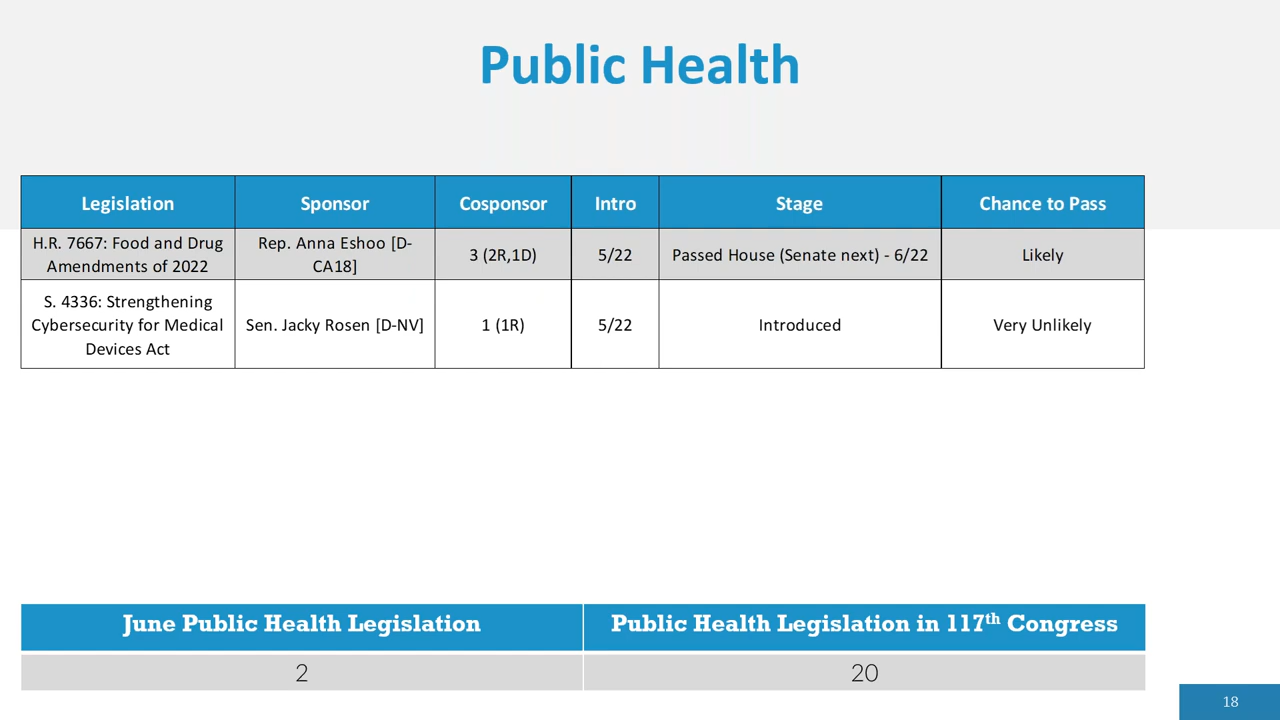 Public Health
Legislation Sponsor Cosponsor Intro Stage Chance to Pass
H.R. 7667: Food and Drug
Amendments of 2022
Rep. Anna Eshoo [D-
CA18]
3 (2R,1D)
5/22
Passed House (Senate next) - 6/22
Likely
S. 4336: Strengthening
Cybersecurity for Medical
Devices Act
Sen. Jacky Rosen [D-NV]
1 (1R)
5/22
Introduced
Very Unlikely
June Public Health Legislation
Public Health Legislation in 117th Congress
2
20
18